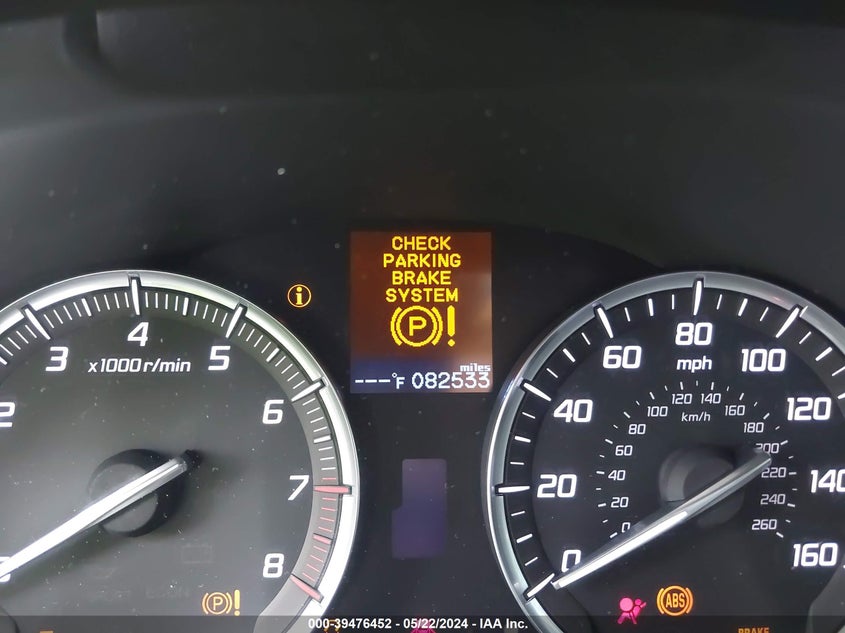 CHECK
PARKING
BRAKE
SYSTEM
(P)!
miles
---°F 082533
i
2 3 4 5 6 7 8
x1000r/min
0 20 40 60 80 100 120 140 160
mph
0 20 40 60 80 100 120 140 160 180 200 220 240 260
km/h
(P)!
ABS
BRAKE
000-39476452 - 05/22/2024 - IAA Inc.